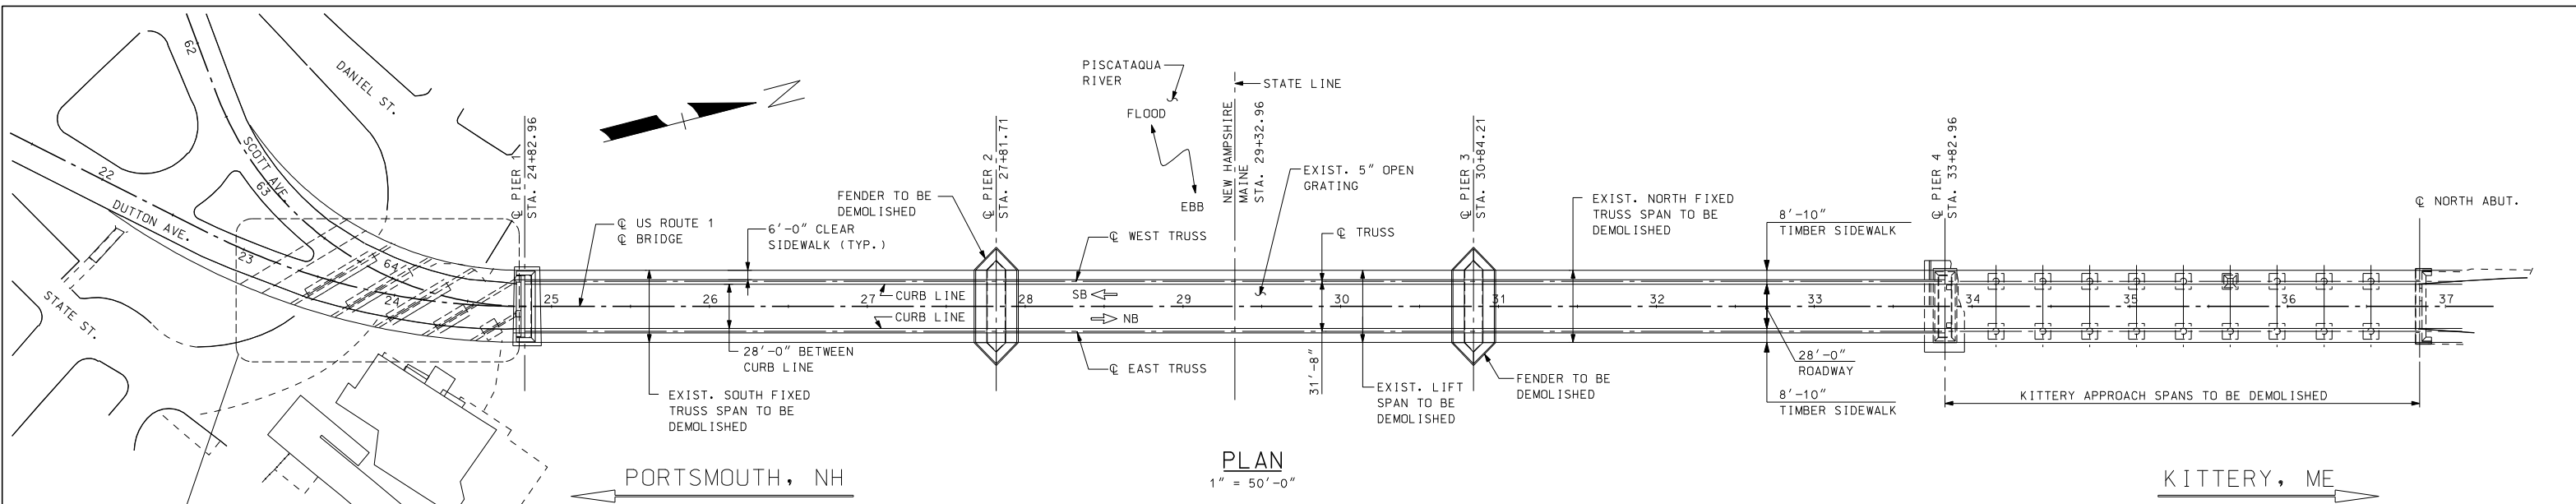 62
DANIEL ST.
SCOTT AVE.
63
22
DUTTON AVE.
23
64
24
STATE ST.
N
℄ PIER 1
STA. 24+82.96
℄ US ROUTE 1
℄ BRIDGE
6'-0" CLEAR
SIDEWALK (TYP.)
FENDER TO BE
DEMOLISHED
℄ PIER 2
STA. 27+81.71
PISCATAQUA
RIVER
FLOOD
EBB
STATE LINE
NEW HAMPSHIRE
MAINE
STA. 29+32.96
EXIST. 5" OPEN
GRATING
℄ WEST TRUSS
℄ TRUSS
℄ PIER 3
STA. 30+84.21
EXIST. NORTH FIXED
TRUSS SPAN TO BE
DEMOLISHED
8'-10"
TIMBER SIDEWALK
℄ PIER 4
STA. 33+82.96
℄ NORTH ABUT.
25
26
27
28
29
30
31
32
33
34
35
36
37
CURB LINE
CURB LINE
SB
NB
28'-0" BETWEEN
CURB LINE
EXIST. SOUTH FIXED
TRUSS SPAN TO BE
DEMOLISHED
℄ EAST TRUSS
31'-8"
EXIST. LIFT
SPAN TO BE
DEMOLISHED
FENDER TO BE
DEMOLISHED
28'-0"
ROADWAY
8'-10"
TIMBER SIDEWALK
KITTERY APPROACH SPANS TO BE DEMOLISHED
PORTSMOUTH, NH
PLAN
1" = 50'-0"
KITTERY, ME